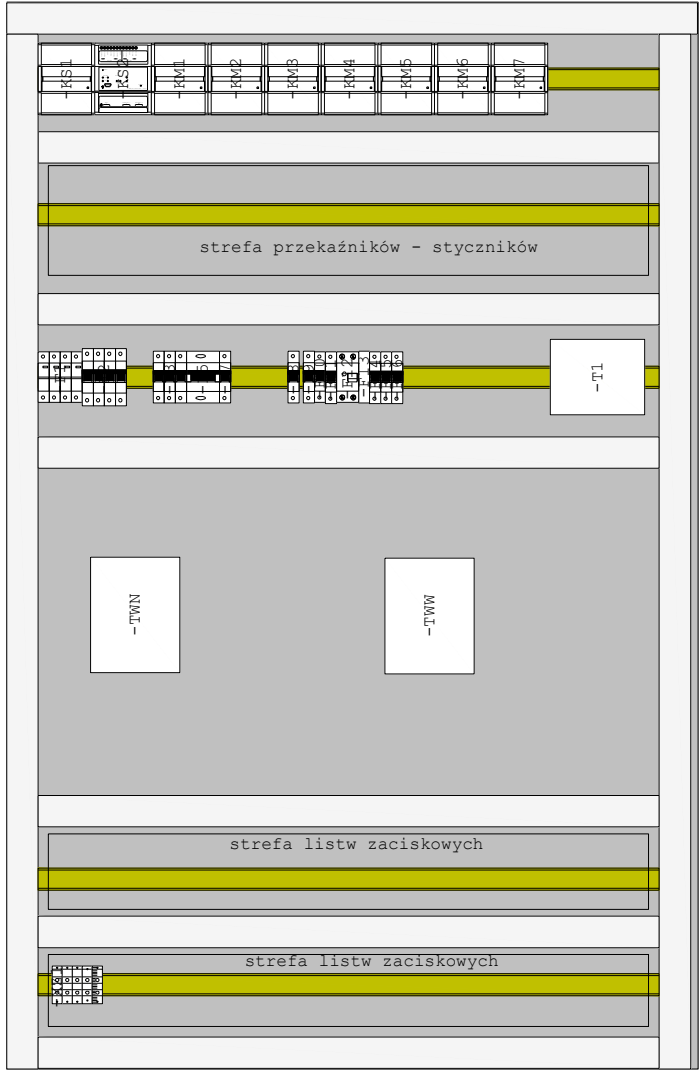 -KS1
-KS2
-KM1
-KM2
-KM3
-KM4
-KM5
-KM6
-KM7
strefa przekaźników - styczników
-T1
-TWN
-TWW
strefa listw zaciskowych
strefa listw zaciskowych